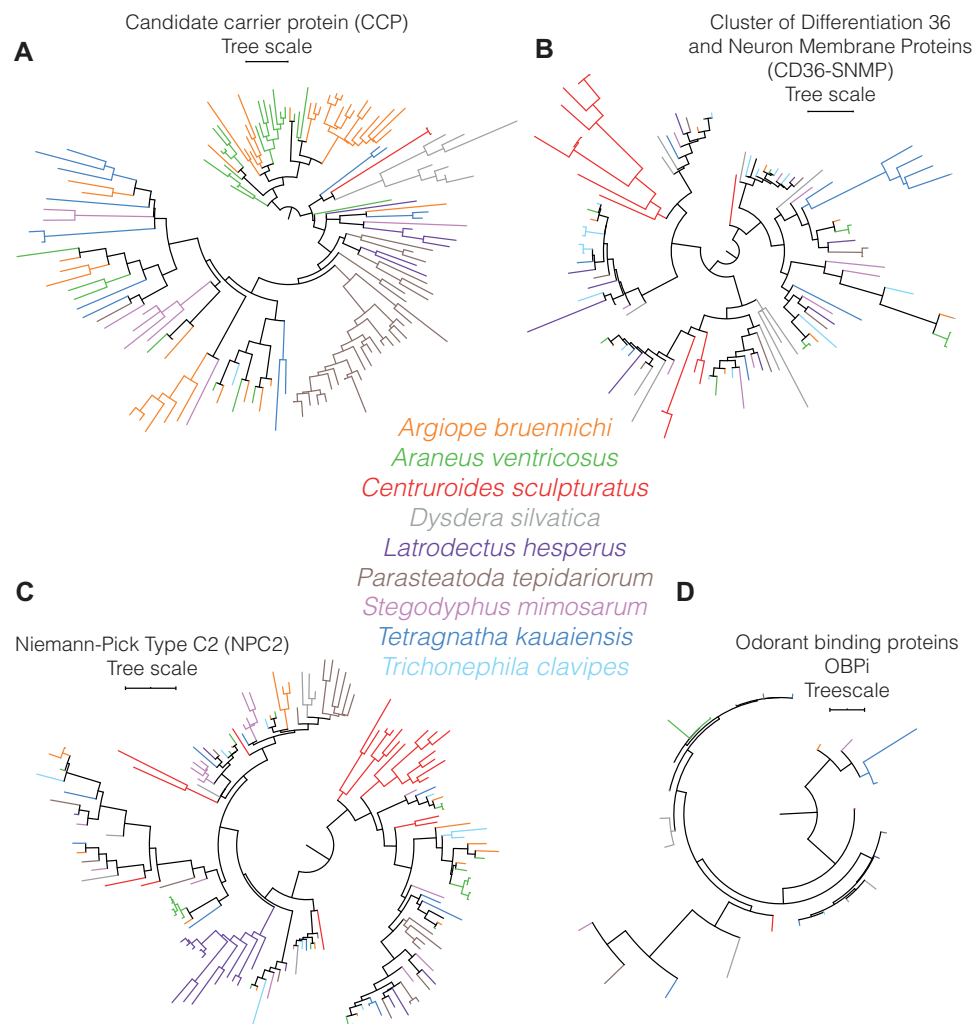 A
Candidate carrier protein (CCP)
Tree scale
B
Cluster of Differentiation 36
and Neuron Membrane Proteins
(CD36-SNMP)
Tree scale
Argiope bruennichi
Araneus ventricosus
Centruroides sculpturatus
Dysdera silvatica
Latrodectus hesperus
Parasteatoda tepidariorum
Stegodyphus mimosarum
Tetragnatha kauaiensis
Trichonephila clavipes
C
Niemann-Pick Type C2 (NPC2)
Tree scale
D
Odorant binding proteins
OBPi
Treescale